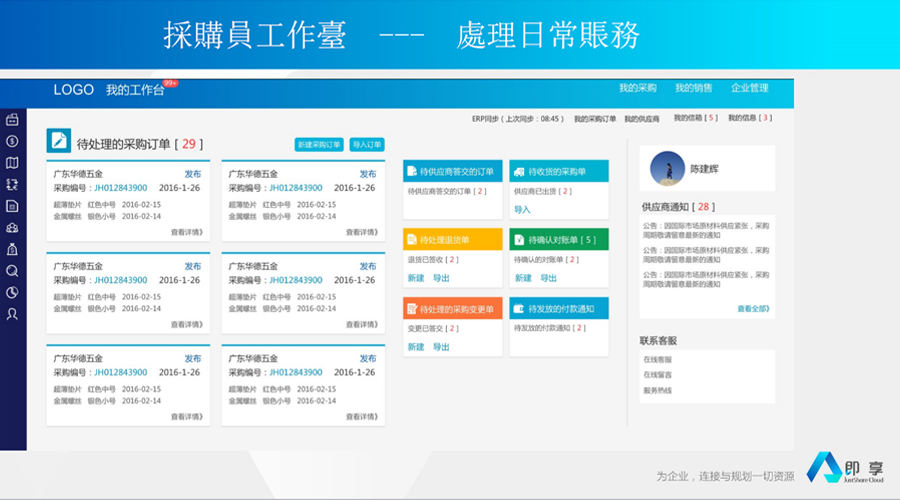 採購員工作臺 --- 處理日常賬務
LOGO 我的工作台 99+ 我的采购 我的销售 企业管理
ERP同步（上次同步：08:45） 我的采购订单 我的供应商 我的信箱 [ 5 ] 我的信息 [ 3 ]
待处理的采购订单 [ 29 ] 新建采购订单 导入订单
广东华德五金 发布
采购编号：JH012843900 2016-1-26
超薄垫片 红色中号 2016-02-15
金属螺丝 银色小号 2016-02-14
查看详情》
广东华德五金 发布
采购编号：JH012843900 2016-1-26
超薄垫片 红色中号 2016-02-15
金属螺丝 银色小号 2016-02-14
查看详情》
广东华德五金 发布
采购编号：JH012843900 2016-1-26
超薄垫片 红色中号 2016-02-15
金属螺丝 银色小号 2016-02-14
查看详情》
广东华德五金 发布
采购编号：JH012843900 2016-1-26
超薄垫片 红色中号 2016-02-15
金属螺丝 银色小号 2016-02-14
查看详情》
广东华德五金 发布
采购编号：JH012843900 2016-1-26
超薄垫片 红色中号 2016-02-15
金属螺丝 银色小号 2016-02-14
查看详情》
广东华德五金 发布
采购编号：JH012843900 2016-1-26
超薄垫片 红色中号 2016-02-15
金属螺丝 银色小号 2016-02-14
查看详情》
待供应商答交的订单
待供应商答交的订单 [ 2 ]
待收货的采购单
供应商已出货 [ 2 ]
导入
待处理退货单
退货已签收 [ 2 ]
新建 导出
待确认对账单 [ 5 ]
待确认的对账单 [ 2 ]
新建 导出
待处理的采购变更单
变更已答交 [ 2 ]
新建 导出
待发放的付款通知
待发放的付款通知 [ 2 ]
陈建辉
供应商通知 [ 28 ]
公告：因国际市场原材料供应紧张，采购
周期敬请留意最新的通知
公告：因国际市场原材料供应紧张，采购
周期敬请留意最新的通知
公告：因国际市场原材料供应紧张，采购
周期敬请留意最新的通知
查看全部》
联系客服
在线客服
在线留言
服务热线
为企业，连接与规划一切资源
即享
JustShare Cloud